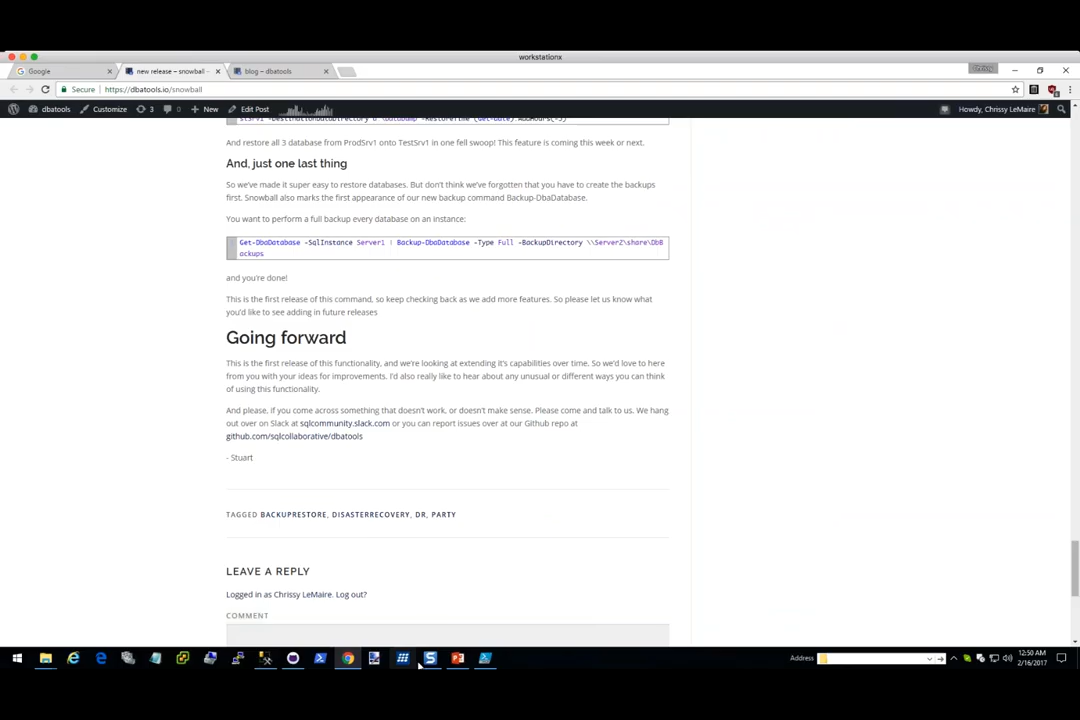 workstationx
Google
new release – snowball –
blog – dbatools
Chrissy
Secure
https://dbatools.io/snowball
dbatools
Customize
3
0
New
Edit Post
Howdy, Chrissy LeMaire
And restore all 3 database from ProdSrv1 onto TestSrv1 in one fell swoop! This feature is coming this week or next.
And, just one last thing
So we've made it super easy to restore databases. But don't think we've forgotten that you have to create the backups
first. Snowball also marks the first appearance of our new backup command Backup-DbaDatabase.
You want to perform a full backup every database on an instance:
Get-DbaDatabase -SqlInstance Server1 | Backup-DbaDatabase -Type Full -BackupDirectory \\Server2\share\DbB
ackups
and you're done!
This is the first release of this command, so keep checking back as we add more features. So please let us know what
you'd like to see adding in future releases
Going forward
This is the first release of this functionality, and we're looking at extending it's capabilities over time. So we'd love to here
from you with your ideas for improvements. I'd also really like to hear about any unusual or different ways you can think
of using this functionality.
And please, if you come across something that doesn't work, or doesn't make sense. Please come and talk to us. We hang
out over on Slack at sqlcommunity.slack.com or you can report issues over at our Github repo at
github.com/sqlcollaborative/dbatools
- Stuart
TAGGED BACKUPRESTORE, DISASTERRECOVERY, DR, PARTY
LEAVE A REPLY
Logged in as Chrissy LeMaire. Log out?
COMMENT
Address
12:50 AM
2/16/2017